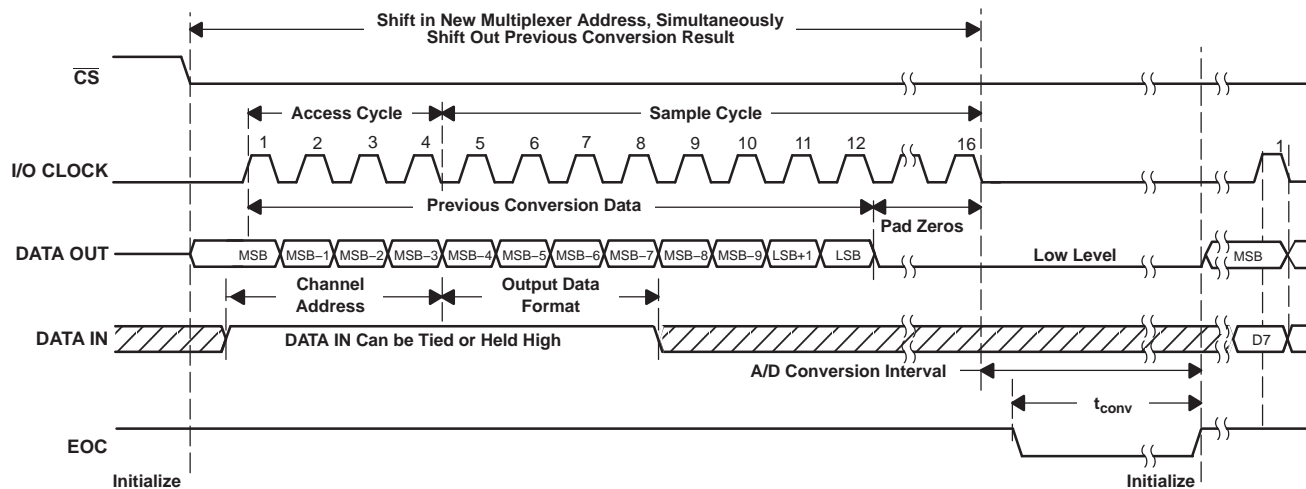 Shift in New Multiplexer Address, Simultaneously
Shift Out Previous Conversion Result
CS
Access Cycle
Sample Cycle
1 2 3 4 5 6 7 8 9 10 11 12 16 1
I/O CLOCK
Previous Conversion Data
Pad Zeros
DATA OUT
MSB MSB–1 MSB–2 MSB–3 MSB–4 MSB–5 MSB–6 MSB–7 MSB–8 MSB–9 LSB+1 LSB
Low Level
MSB
Channel
Address
Output Data
Format
DATA IN
DATA IN Can be Tied or Held High
D7
A/D Conversion Interval
tconv
EOC
Initialize
Initialize